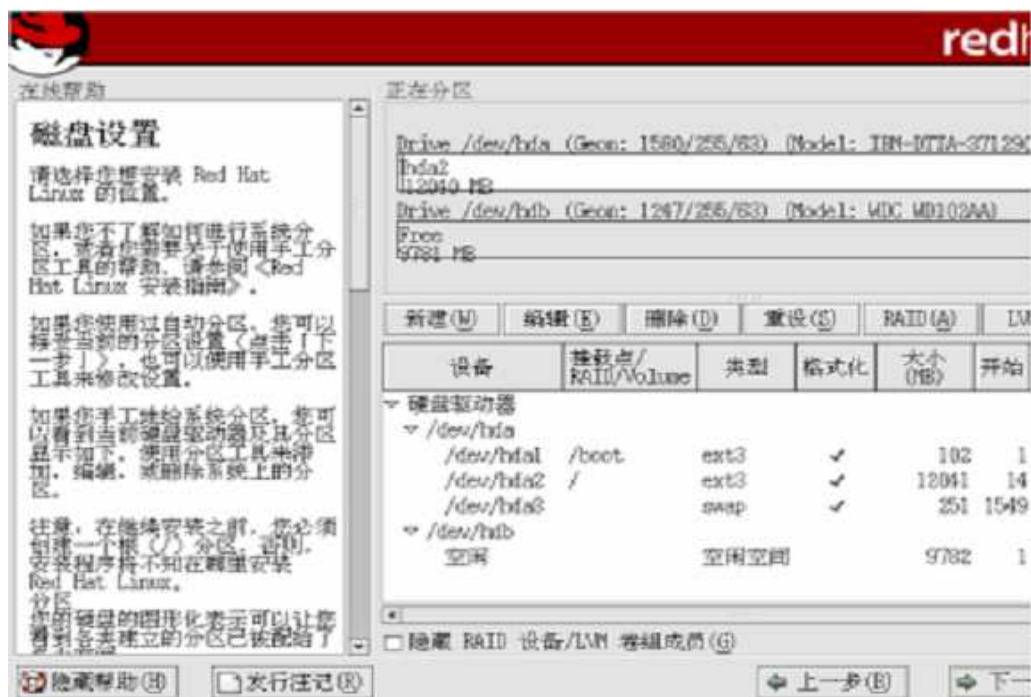 redh
在线帮助
磁盘设置
请选择您想安装 Red Hat
Linux 的位置。
如果您不了解如何进行系统分
区，或者您需要关于使用手工分
区工具的帮助，请参阅《Red
Hat Linux 安装指南》。
如果您使用过自动分区，您可以
接受当前的分区设置（点击「下
一步」），也可以使用手工分区
工具来修改设置。
如果您手工地给系统分区，您可
以看到当前硬盘驱动器及其分区
显示如下。使用分区工具来添
加、编辑、或删除系统上的分
区。
注意，在继续安装之前，您必须
创建一个根（/）分区。否则，
安装程序将不知在哪里安装
Red Hat Linux。
分区
您的硬盘的图形化表示可以让您
看到各类建立的分区已被配给了
正在分区
Drive /dev/hda (Geom: 1580/255/63) (Model: IBM-DTTA-37129
hda2
12040 MB
Drive /dev/hdb (Geom: 1247/255/63) (Model: WDC WD102AA)
Free
9781 MB
新建(W) 编辑(E) 删除(D) 重设(S) RAID(A) LV
设备 挂载点/ RAID/Volume 类型 格式化 大小 (MB) 开始
硬盘驱动器
/dev/hda
/dev/hda1 /boot ext3 ✓ 102 1
/dev/hda2 / ext3 ✓ 12041 14
/dev/hda3 swap ✓ 251 1549
/dev/hdb
空闲 空闲空间 9782 1
隐藏 RAID 设备/LVM 卷组成员(G)
隐藏帮助(H) 发行注记(R) 上一步(B) 下一